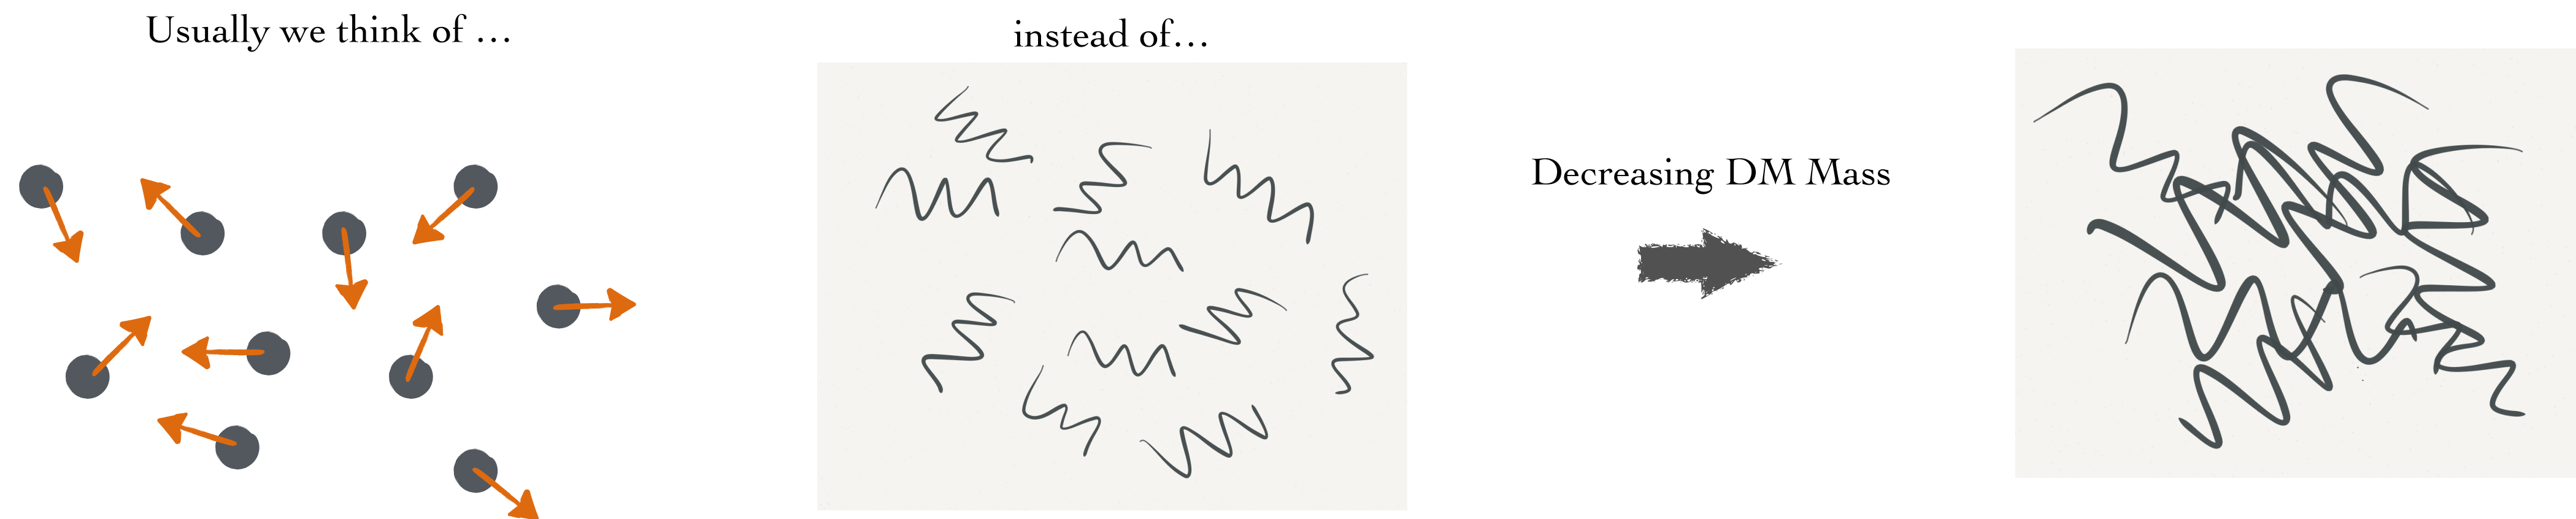 Usually we think of ...
instead of...
Decreasing DM Mass